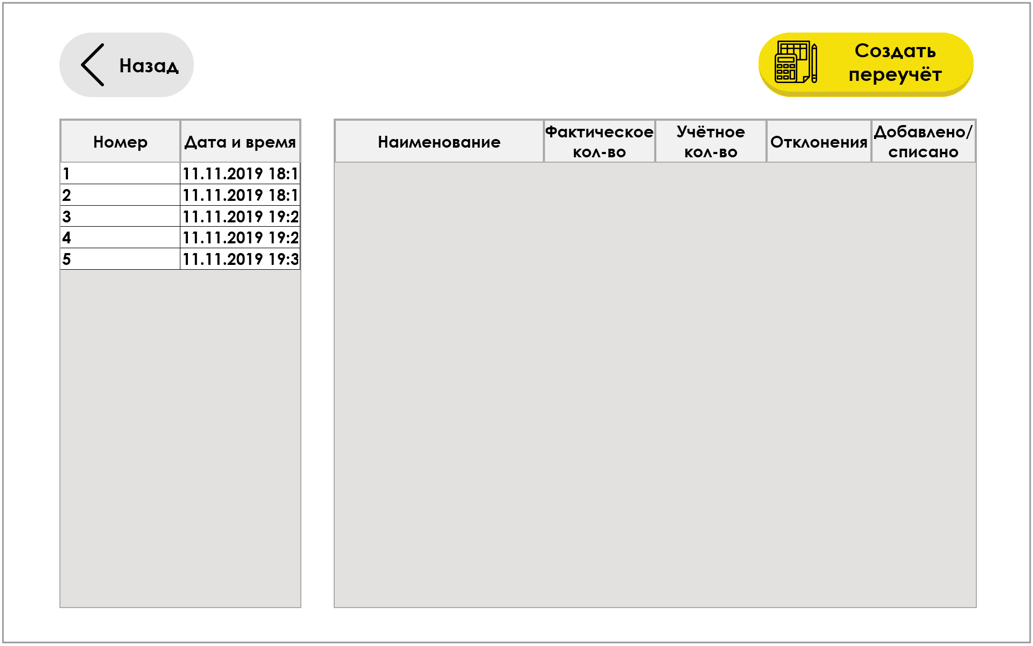 Назад
Создать
переучёт
Номер Дата и время
1 11.11.2019 18:1
2 11.11.2019 18:1
3 11.11.2019 19:2
4 11.11.2019 19:2
5 11.11.2019 19:3
Наименование Фактическое кол-во Учётное кол-во Отклонения Добавлено/ списано